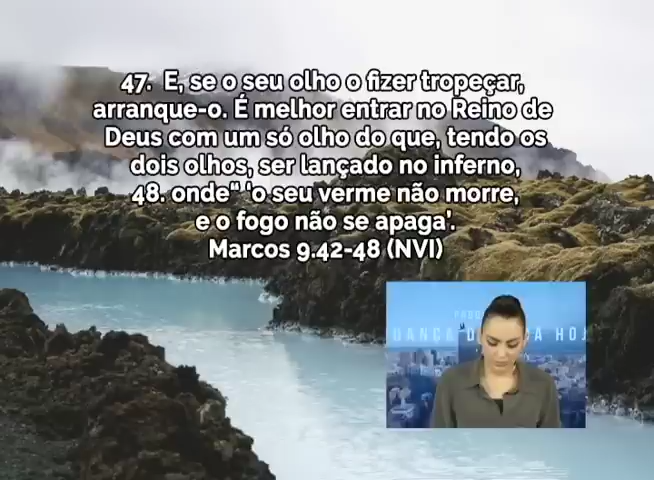 47. E, se o seu olho o fizer tropeçar,
arranque-o. É melhor entrar no Reino de
Deus com um só olho do que, tendo os
dois olhos, ser lançado no inferno,
48. onde" 'o seu verme não morre,
e o fogo não se apaga'.
Marcos 9.42-48 (NVI)